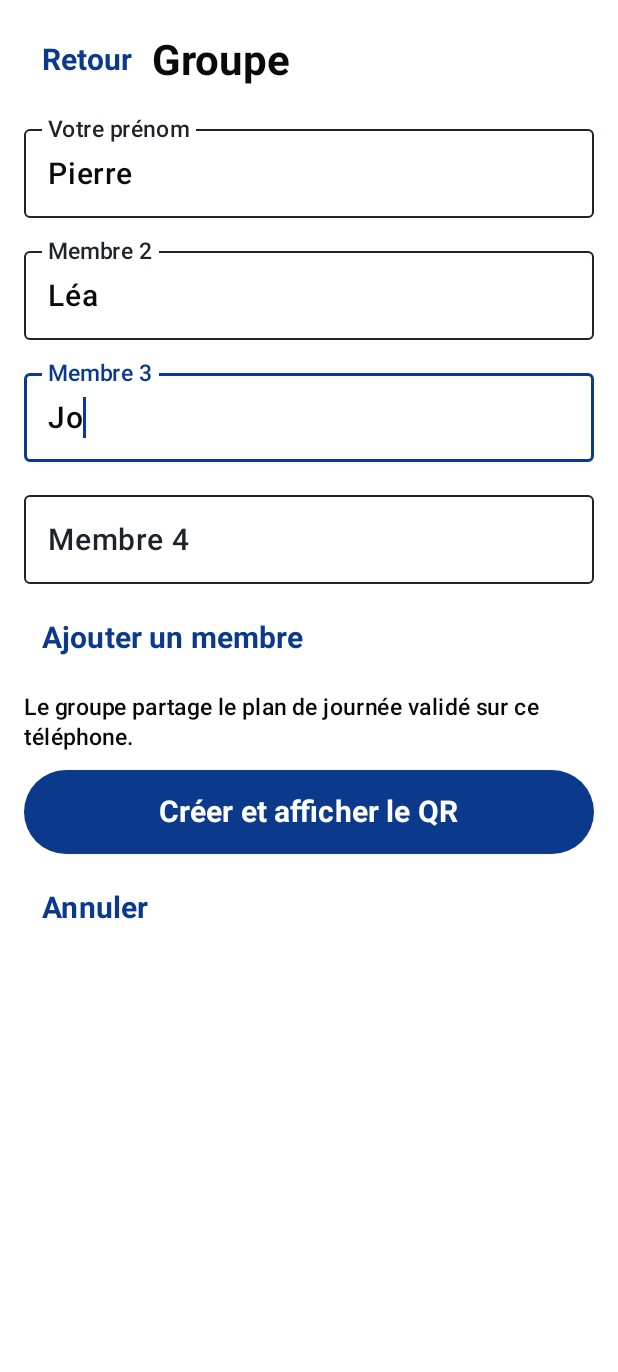 Retour Groupe
Votre prénom
Pierre
Membre 2
Léa
Membre 3
Jo
Membre 4
Ajouter un membre
Le groupe partage le plan de journée validé sur ce
téléphone.
Créer et afficher le QR
Annuler